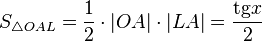 S_{\triangle OAL} = \frac{1}{2} \cdot |OA| \cdot |LA| = \frac{\mathrm{tg}x}{2}